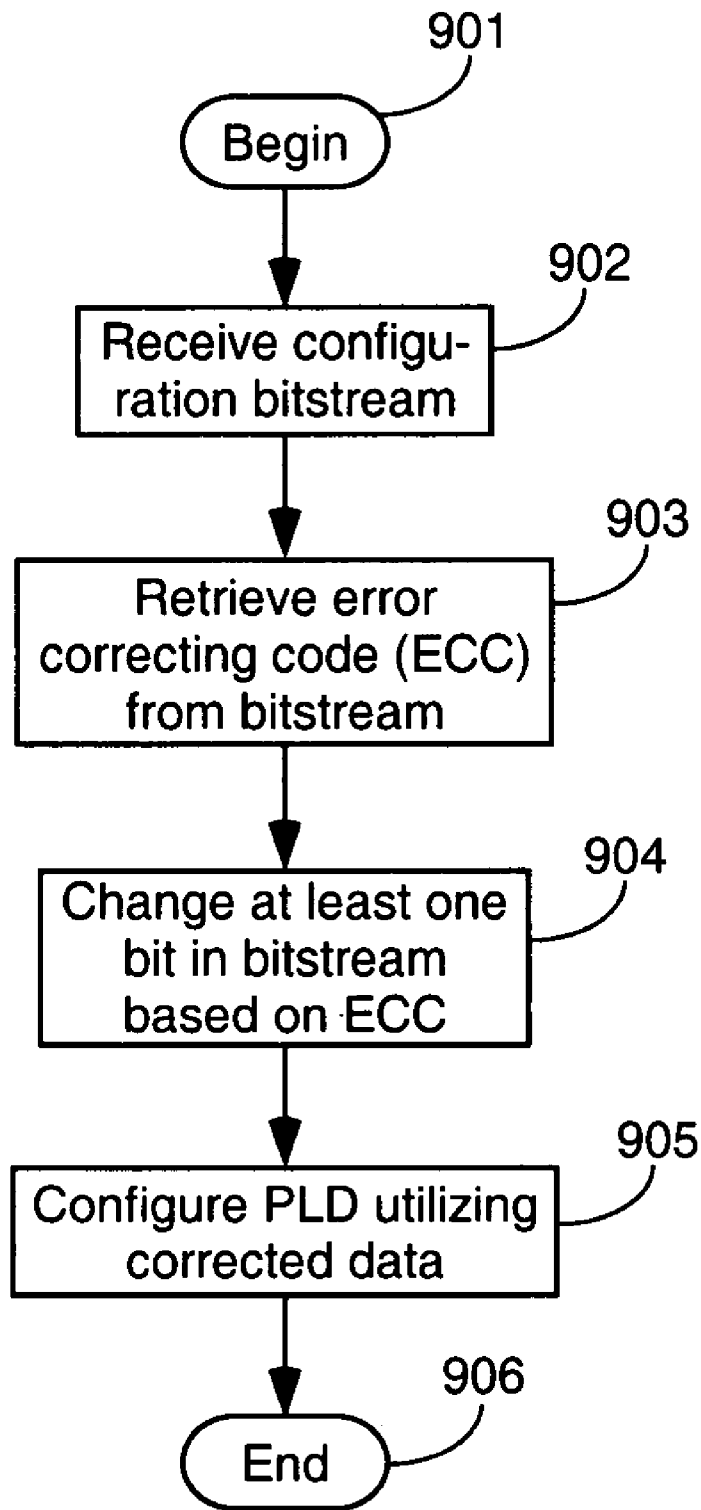 901
Begin
902
Receive configu-
ration bitstream
903
Retrieve error
correcting code (ECC)
from bitstream
904
Change at least one
bit in bitstream
based on ECC
905
Configure PLD utilizing
corrected data
906
End